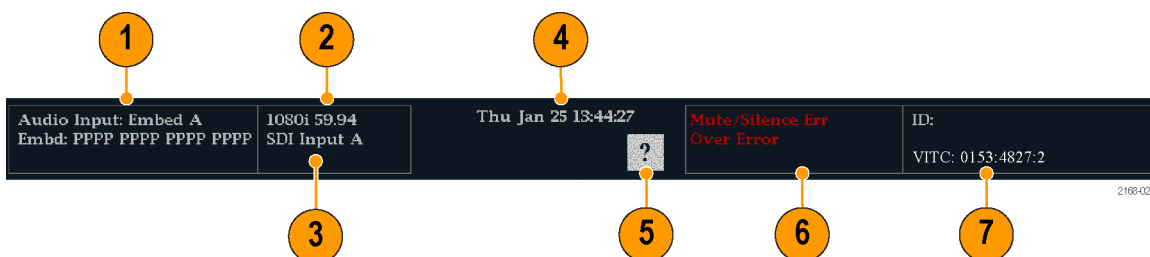 1
2
4
Audio Input: Embed A
Embd: PPPP PPPP PPPP PPPP
1080i 59.94
SDI Input A
Thu Jan 25 13:44:27
?
Mute/Silence Err
Over Error
ID:
VITC: 0153:4827:2
2168-02
3
5
6
7